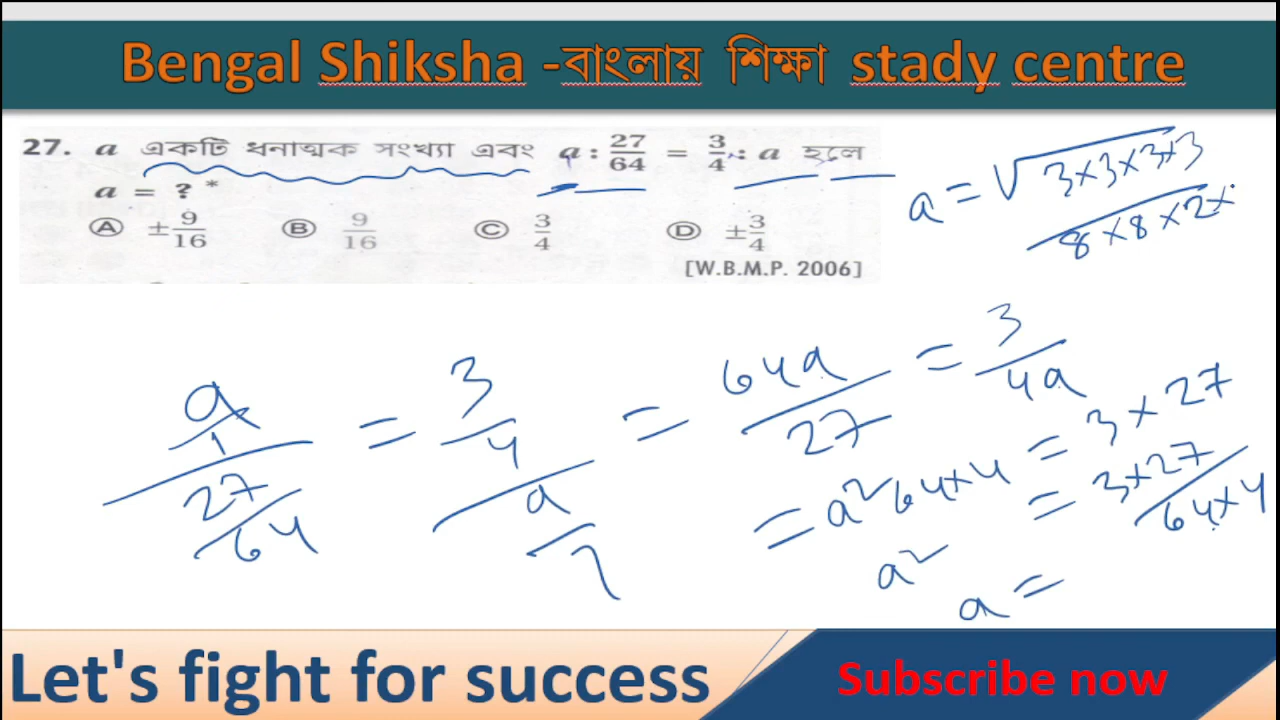 Bengal Shiksha -বাংলায় শিক্ষা stady centre
27. a একটি ধনাত্মক সংখ্যা এবং a : 27/64 = 3/4 : a হলে
a = ? *
Ⓐ ±9/16 Ⓑ 9/16 Ⓒ 3/4 Ⓓ ±3/4
[W.B.M.P. 2006]
a = √3×3×3×3
8×8×2×
a/1 / 27/64 = 3/4 / a/1 = 64a/27 = 3/4a
= a² 64×4 = 3×27
a² = 3×27/64×4
a =
Let's fight for success
Subscribe now